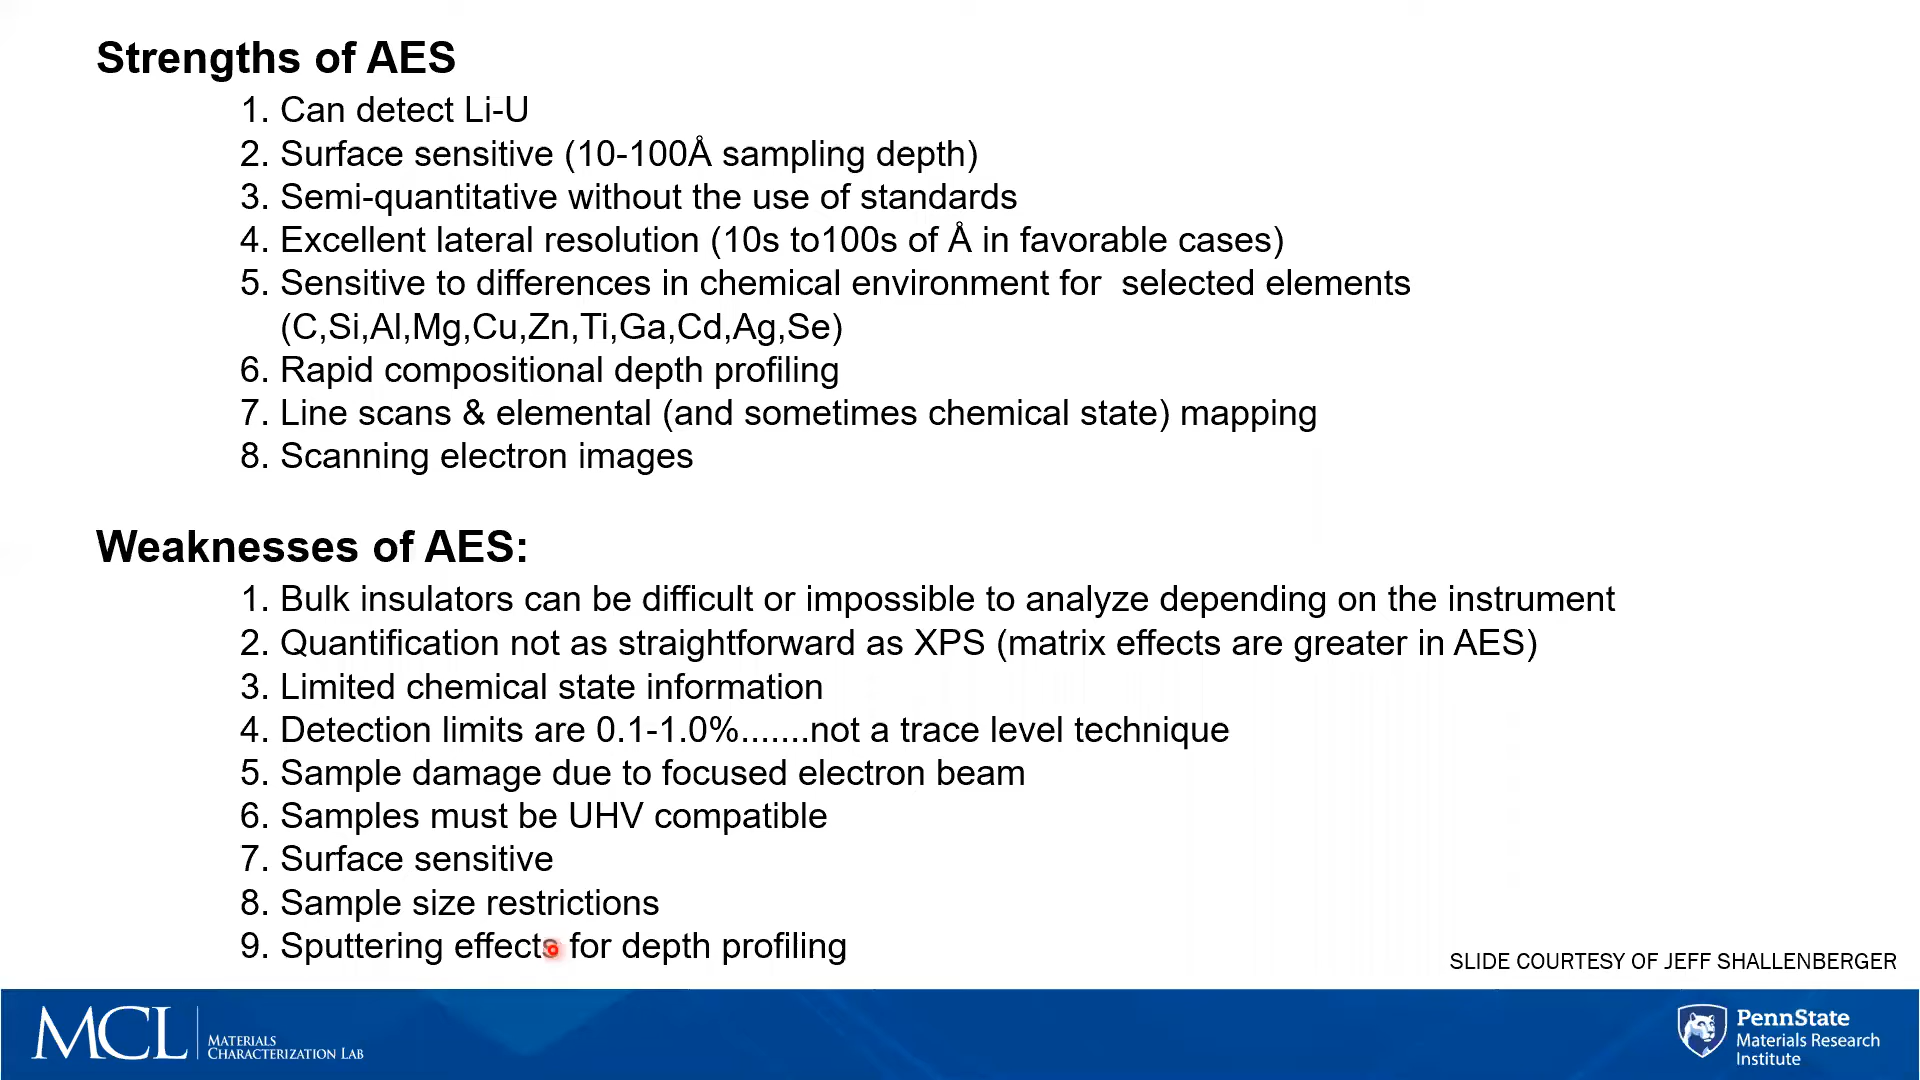 Strengths of AES
1. Can detect Li-U
2. Surface sensitive (10-100Å sampling depth)
3. Semi-quantitative without the use of standards
4. Excellent lateral resolution (10s to100s of Å in favorable cases)
5. Sensitive to differences in chemical environment for  selected elements
(C,Si,Al,Mg,Cu,Zn,Ti,Ga,Cd,Ag,Se)
6. Rapid compositional depth profiling
7. Line scans & elemental (and sometimes chemical state) mapping
8. Scanning electron images
Weaknesses of AES:
1. Bulk insulators can be difficult or impossible to analyze depending on the instrument
2. Quantification not as straightforward as XPS (matrix effects are greater in AES)
3. Limited chemical state information
4. Detection limits are 0.1-1.0%.......not a trace level technique
5. Sample damage due to focused electron beam
6. Samples must be UHV compatible
7. Surface sensitive
8. Sample size restrictions
9. Sputtering effects for depth profiling
SLIDE COURTESY OF JEFF SHALLENBERGER
MCL
MATERIALS
CHARACTERIZATION LAB
PennState
Materials Research
Institute